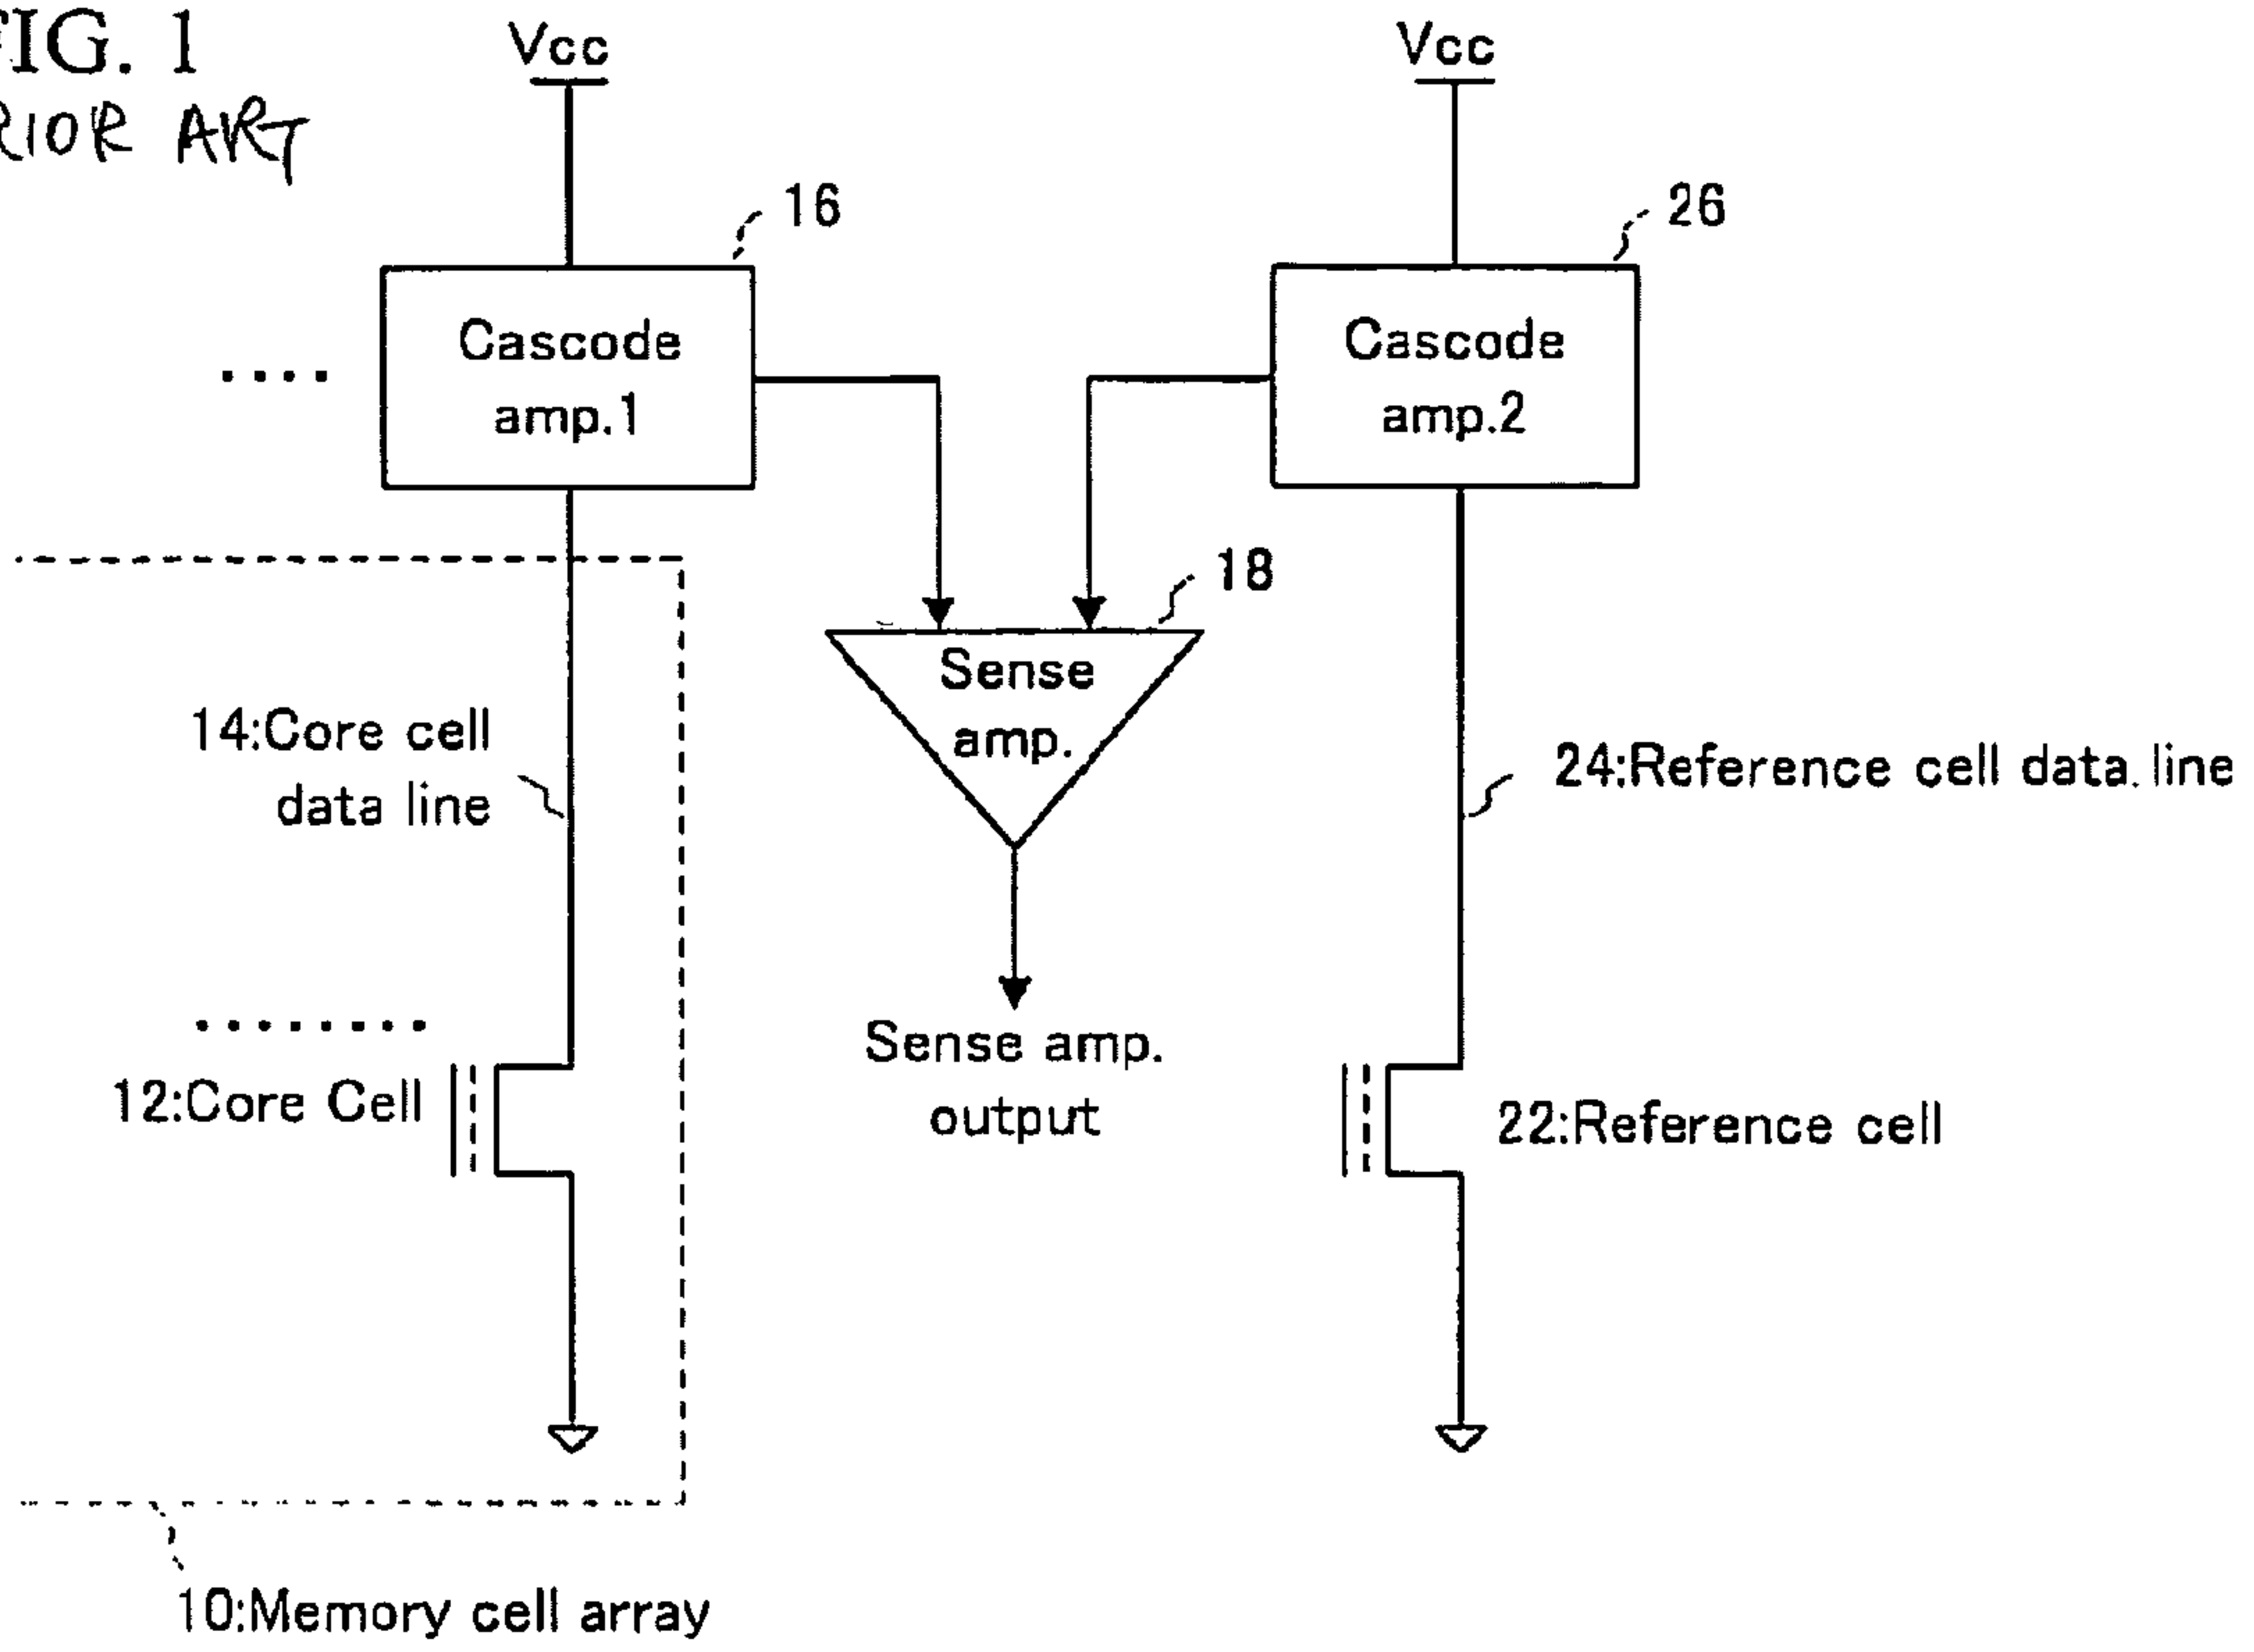 FIG. 1
PRIOR ART
Vcc
Vcc
16
26
Cascode
amp.1
Cascode
amp.2
18
Sense
amp.
14:Core cell
data line
24:Reference cell data line
Sense amp.
output
12:Core Cell
22:Reference cell
10:Memory cell array